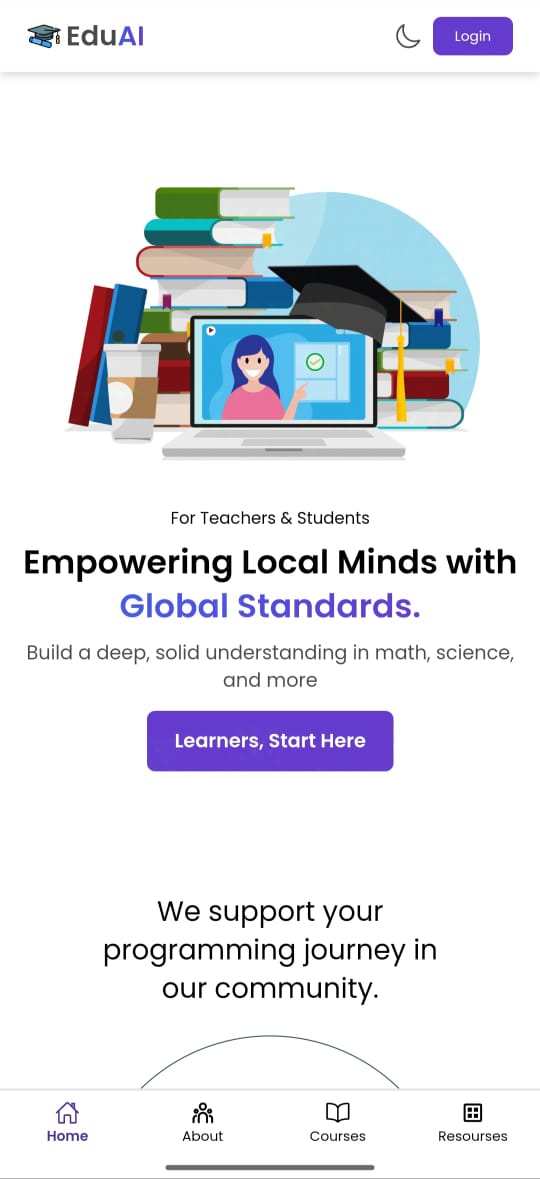 EduAI
Login
For Teachers & Students
Empowering Local Minds with
Global Standards.
Build a deep, solid understanding in math, science,
and more
Learners, Start Here
We support your
programming journey in
our community.
Home
About
Courses
Resourses